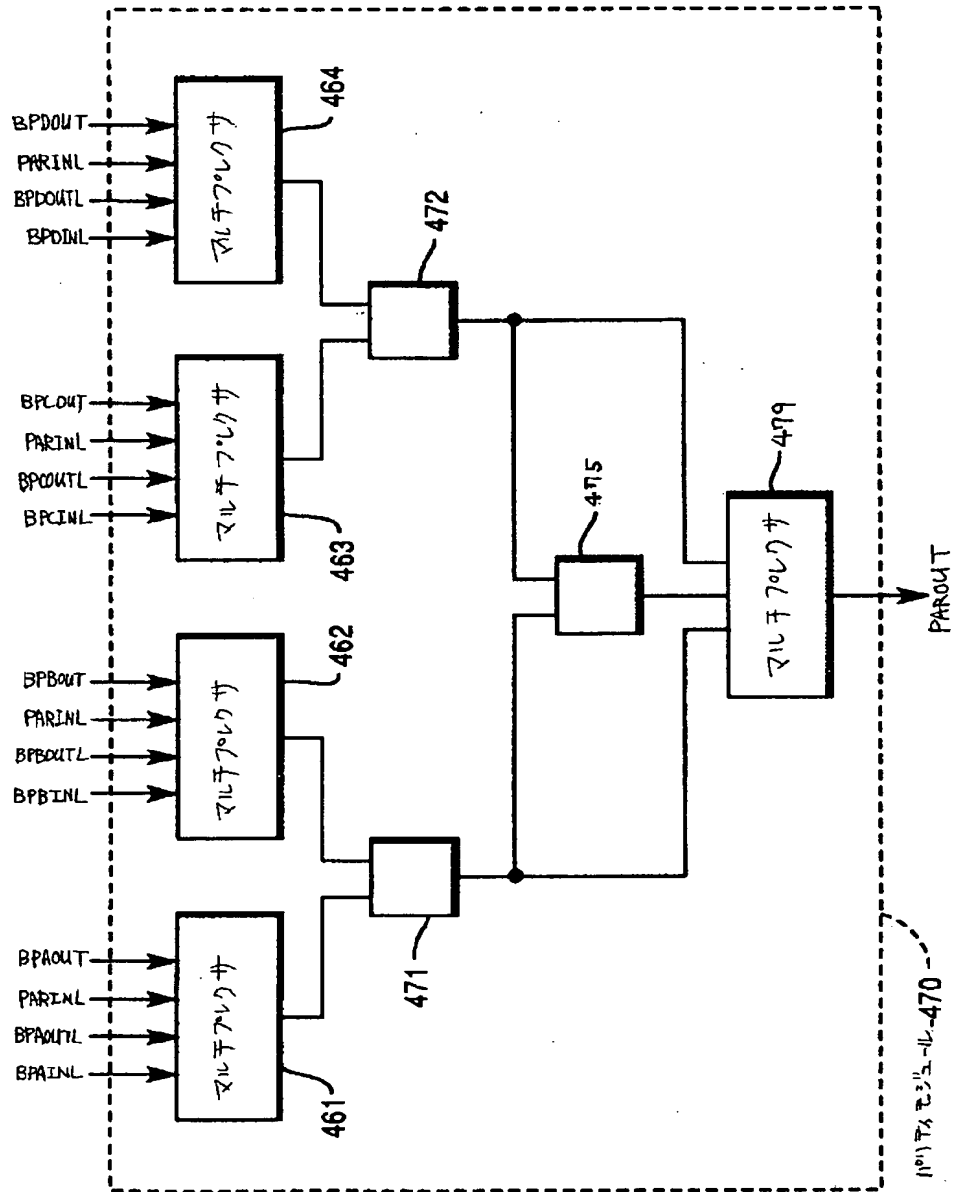 BPDOUT
PARINL
BPDOUTL
BPDINL
マルチプレクサ
464
BPCOUT
PARINL
BPCOUTL
BPCINL
マルチプレクサ
463
BPBOUT
PARINL
BPBOUTL
BPBINL
マルチプレクサ
462
BPAOUT
PARINL
BPAOUTL
BPAINL
マルチプレクサ
461
472
471
475
マルチプレクサ
479
PAROUT
パリティモジュール
470